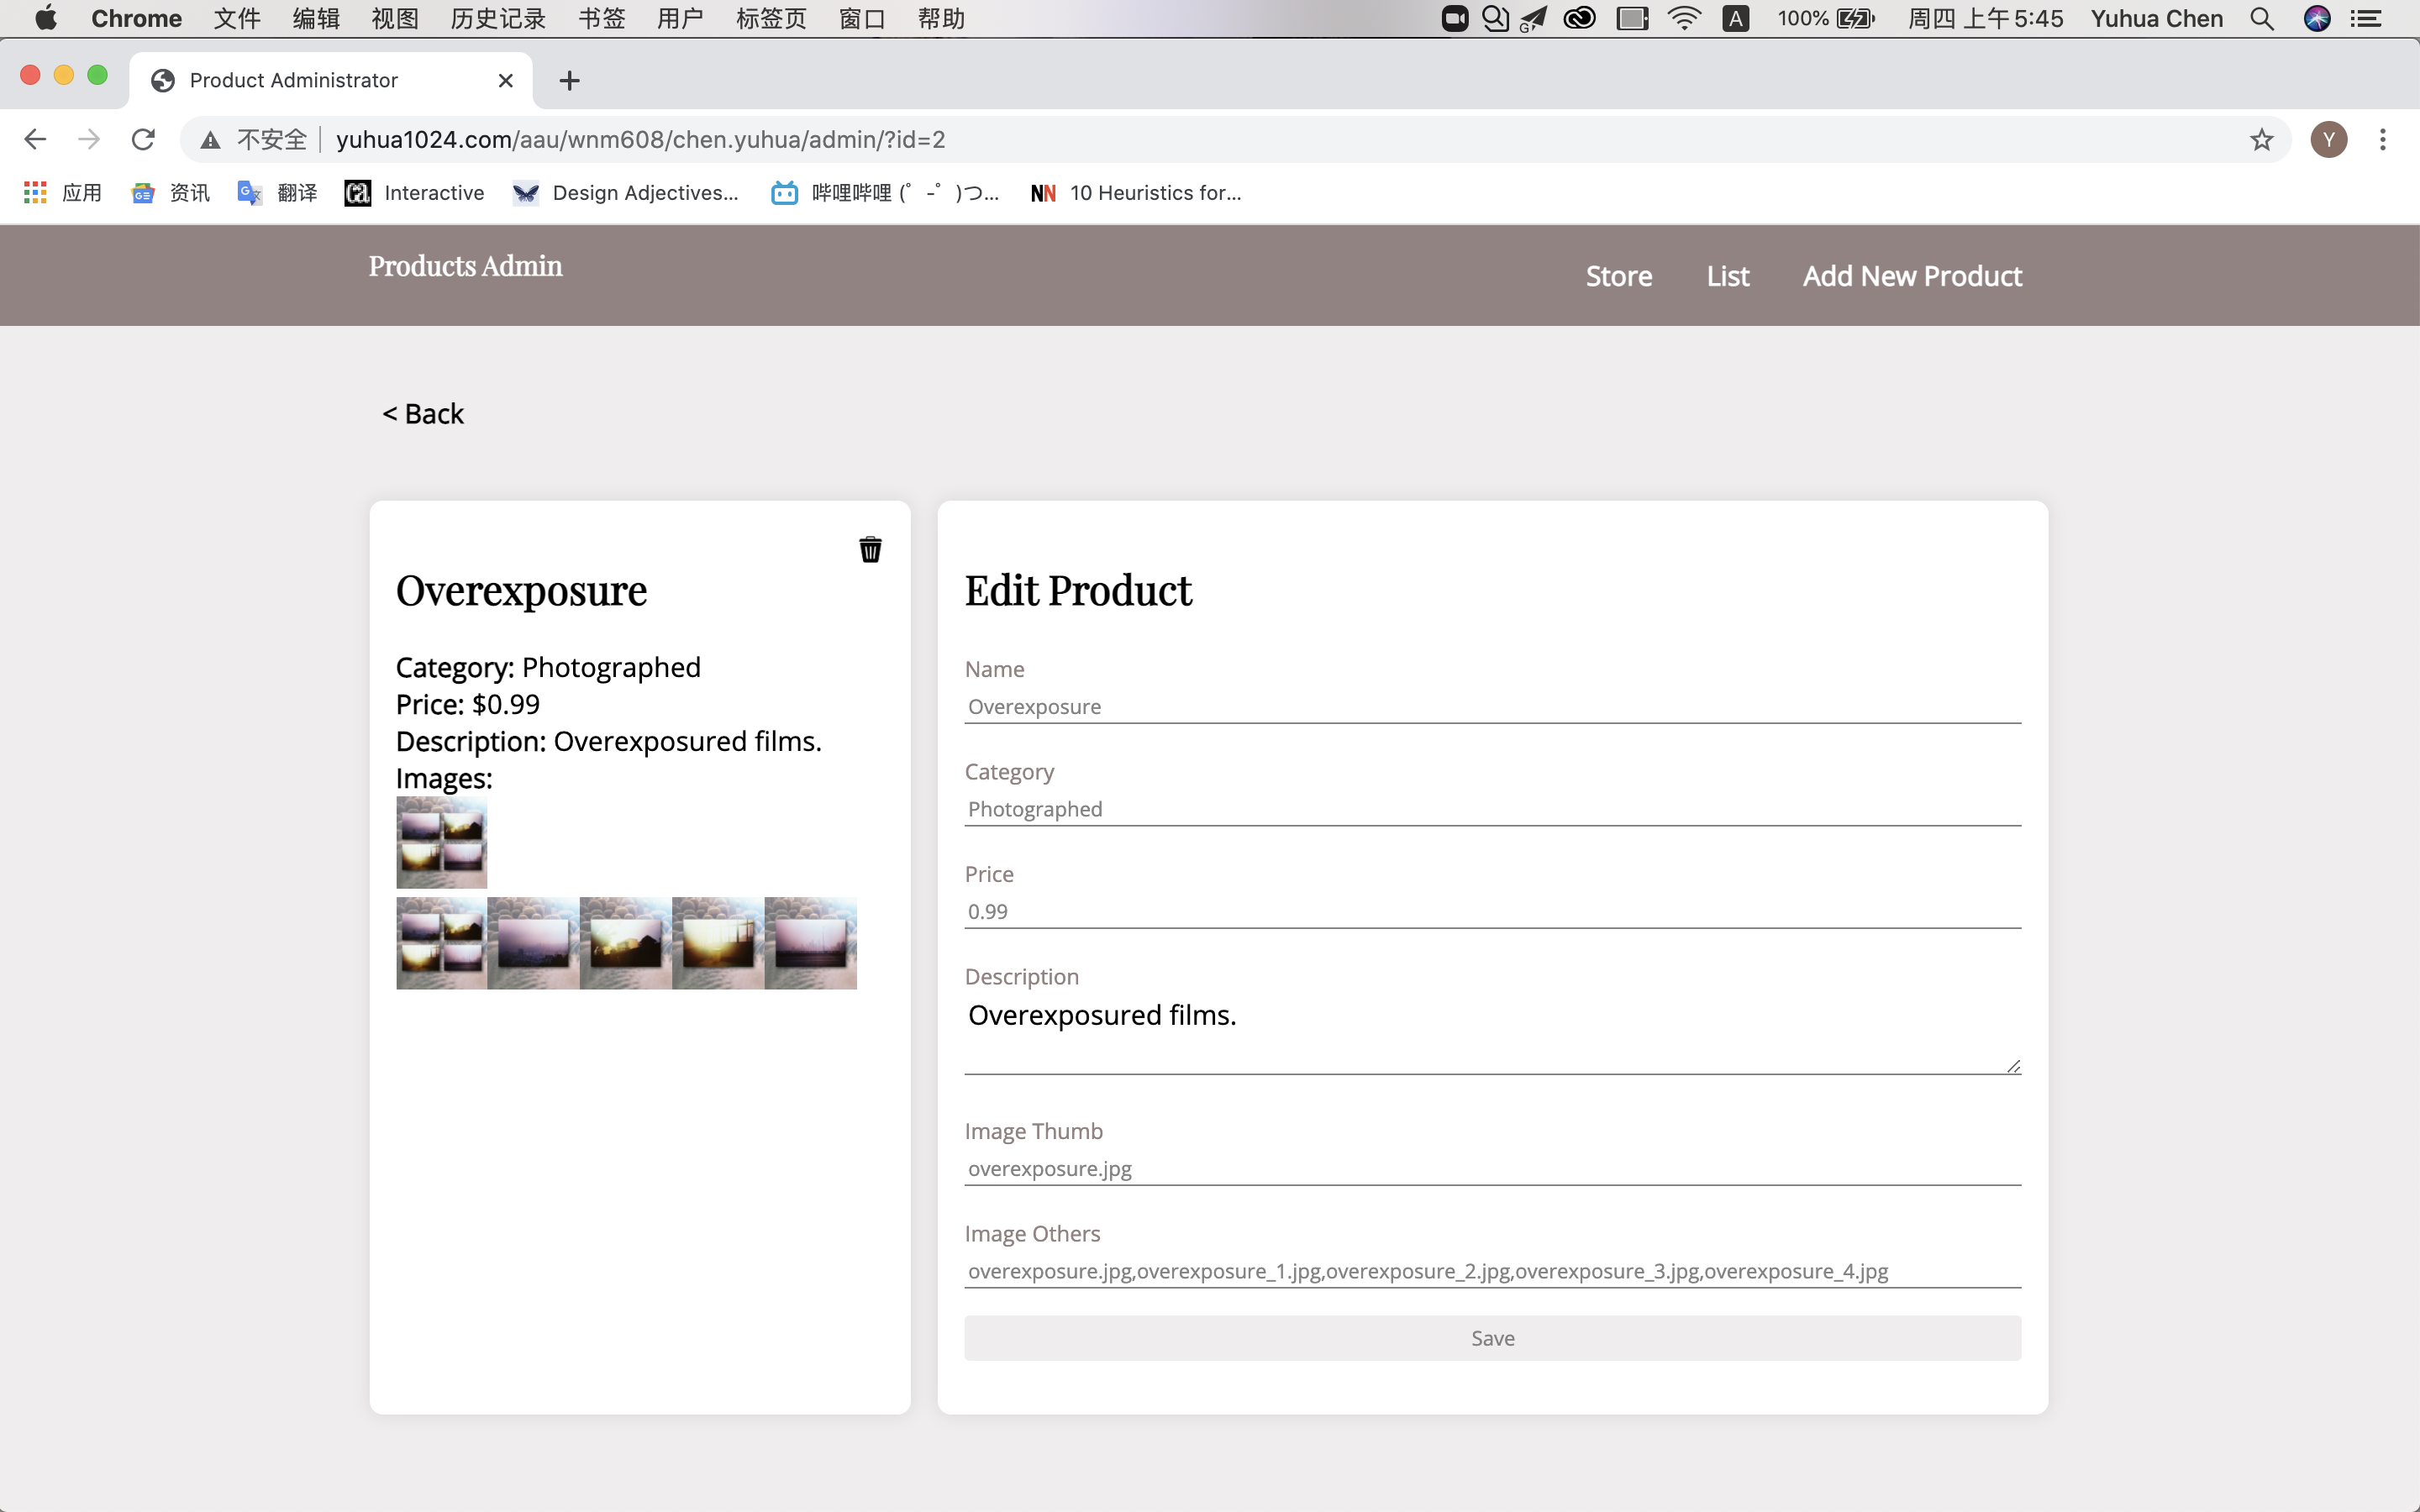 Chrome 文件 编辑 视图 历史记录 书签 用户 标签页 窗口 帮助 A 100% 周四 上午5:45 Yuhua Chen
Product Administrator
不安全 yuhua1024.com/aau/wnm608/chen.yuhua/admin/?id=2 Y
应用 资讯 翻译 Interactive Design Adjectives... 哔哩哔哩 (゜-゜)つ... NN 10 Heuristics for...
Products Admin Store List Add New Product
< Back
Overexposure
Category: Photographed
Price: $0.99
Description: Overexposured films.
Images:
Edit Product
Name
Overexposure
Category
Photographed
Price
0.99
Description
Overexposured films.
Image Thumb
overexposure.jpg
Image Others
overexposure.jpg,overexposure_1.jpg,overexposure_2.jpg,overexposure_3.jpg,overexposure_4.jpg
Save